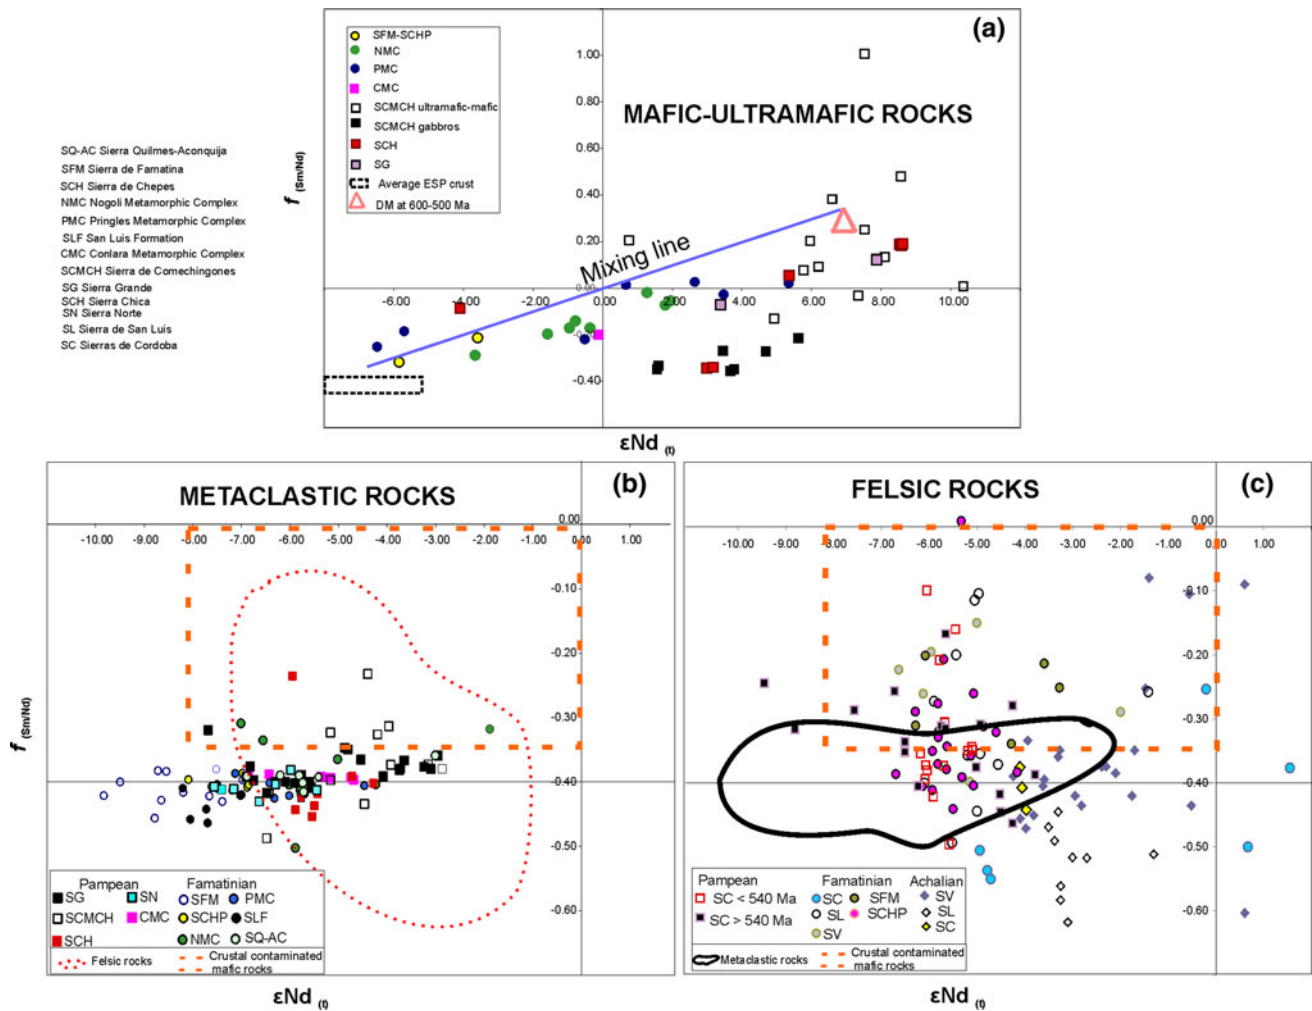 SQ-AC Sierra Quilmes-Aconquija
SFM Sierra de Famatina
SCH Sierra de Chepes
NMC Nogoli Metamorphic Complex
PMC Pringles Metamorphic Complex
SLF San Luis Formation
CMC Conlara Metamorphic Complex
SCMCH Sierra de Comechingones
SG Sierra Grande
SCH Sierra Chica
SN Sierra Norte
SL Sierra de San Luis
SC Sierras de Cordoba
(a)
MAFIC-ULTRAMAFIC ROCKS
SFM-SCHP
NMC
PMC
CMC
SCMCH ultramafic-mafic
SCMCH gabbros
SCH
SG
Average ESP crust
DM at 600-500 Ma
Mixing line
f (Sm/Nd)
1.00
0.80
0.60
0.40
0.20
0.00
-0.20
-0.40
-6.00 -4.00 -2.00 0.00 2.00 4.00 6.00 8.00 10.00
εNd (t)
METACLASTIC ROCKS
(b)
0.00
-10.00 -9.00 -8.00 -7.00 -6.00 -5.00 -4.00 -3.00 -2.00 -1.00 0.00 1.00
-0.10
-0.20
-0.30
-0.40
-0.50
-0.60
f (Sm/Nd)
Pampean Famatinian
SG SN SFM PMC
SCMCH CMC SCHP SLF
SCH NMC SQ-AC
Felsic rocks Crustal contaminated
mafic rocks
εNd (t)
FELSIC ROCKS
(c)
0.00
-10.00 -9.00 -8.00 -7.00 -6.00 -5.00 -4.00 -3.00 -2.00 -1.00 0.00 1.00
-0.10
-0.20
-0.30
-0.40
-0.50
-0.60
Pampean Famatinian Achalian
SC < 540 Ma SC SFM SV
SC > 540 Ma SL SCHP SL
SV SC
Metaclastic rocks Crustal contaminated
mafic rocks
εNd (t)